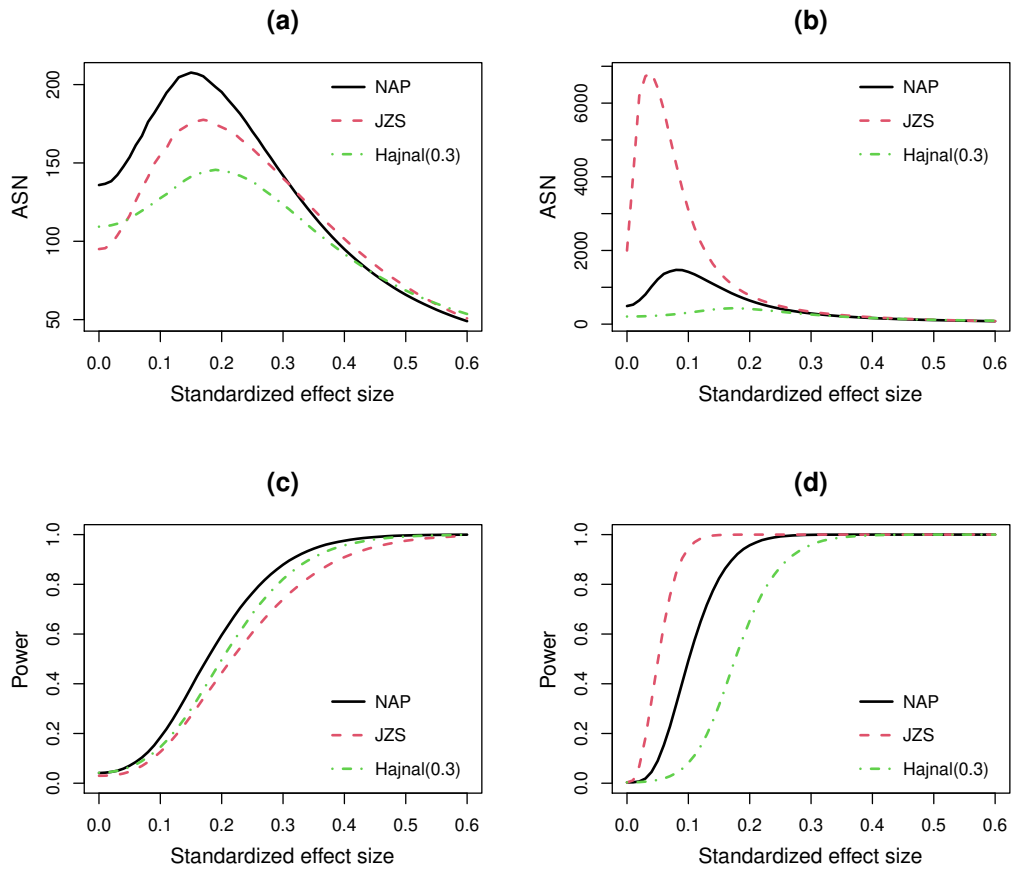 (a)
200
150
100
50
ASN
NAP
JZS
Hajnal(0.3)
0.0 0.1 0.2 0.3 0.4 0.5 0.6
Standardized effect size
(b)
6000
4000
2000
0
ASN
NAP
JZS
Hajnal(0.3)
0.0 0.1 0.2 0.3 0.4 0.5 0.6
Standardized effect size
(c)
1.0
0.8
0.6
0.4
0.2
0.0
Power
NAP
JZS
Hajnal(0.3)
0.0 0.1 0.2 0.3 0.4 0.5 0.6
Standardized effect size
(d)
1.0
0.8
0.6
0.4
0.2
0.0
Power
NAP
JZS
Hajnal(0.3)
0.0 0.1 0.2 0.3 0.4 0.5 0.6
Standardized effect size